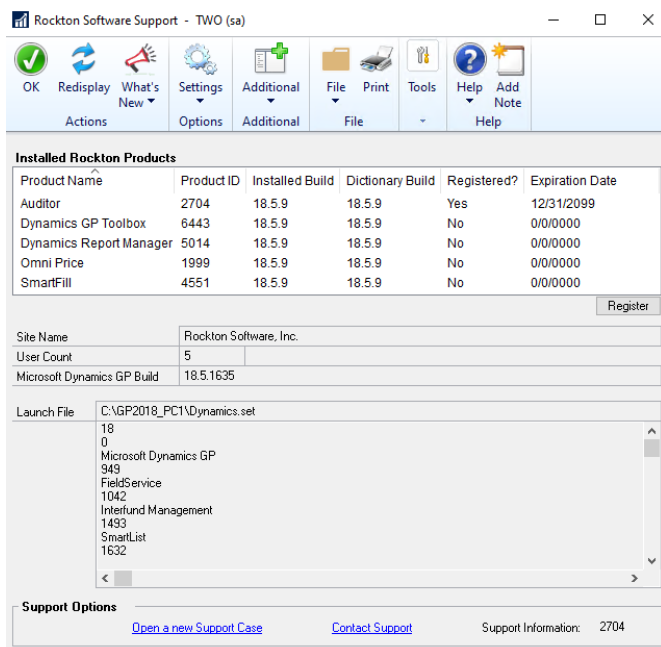 Rockton Software Support - TWO (sa)
OK Redisplay What's New Settings Additional File Print Tools Help Add Note
Actions Options Additional File Help
Installed Rockton Products
Product Name Product ID Installed Build Dictionary Build Registered? Expiration Date
Auditor 2704 18.5.9 18.5.9 Yes 12/31/2099
Dynamics GP Toolbox 6443 18.5.9 18.5.9 No 0/0/0000
Dynamics Report Manager 5014 18.5.9 18.5.9 No 0/0/0000
Omni Price 1999 18.5.9 18.5.9 No 0/0/0000
SmartFill 4551 18.5.9 18.5.9 No 0/0/0000
Register
Site Name Rockton Software, Inc.
User Count 5
Microsoft Dynamics GP Build 18.5.1635
Launch File C:\GP2018_PC1\Dynamics.set
18
0
Microsoft Dynamics GP
949
FieldService
1042
Interfund Management
1493
SmartList
1632
Support Options
Open a new Support Case Contact Support Support Information: 2704